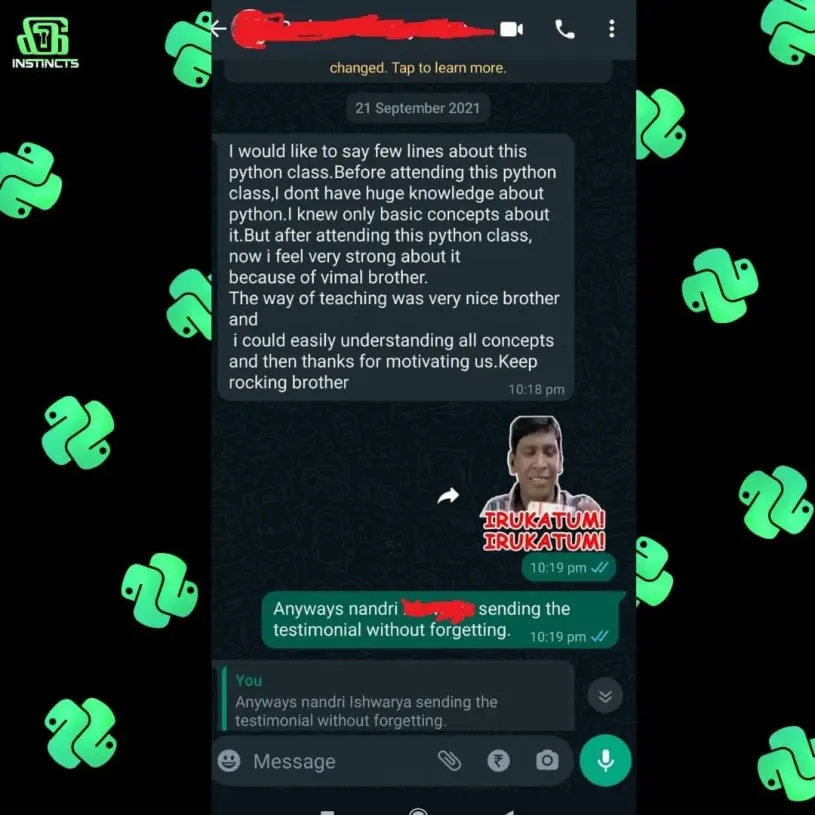 INSTINCTS
changed. Tap to learn more.
21 September 2021
I would like to say few lines about this
python class.Before attending this python
class,I dont have huge knowledge about
python.I knew only basic concepts about
it.But after attending this python class,
now i feel very strong about it
because of vimal brother.
The way of teaching was very nice brother
and
i could easily understanding all concepts
and then thanks for motivating us.Keep
rocking brother
10:18 pm
IRUKATUM!
IRUKATUM!
10:19 pm
Anyways nandri sending the
testimonial without forgetting.
10:19 pm
You
Anyways nandri Ishwarya sending the
testimonial without forgetting.
Message